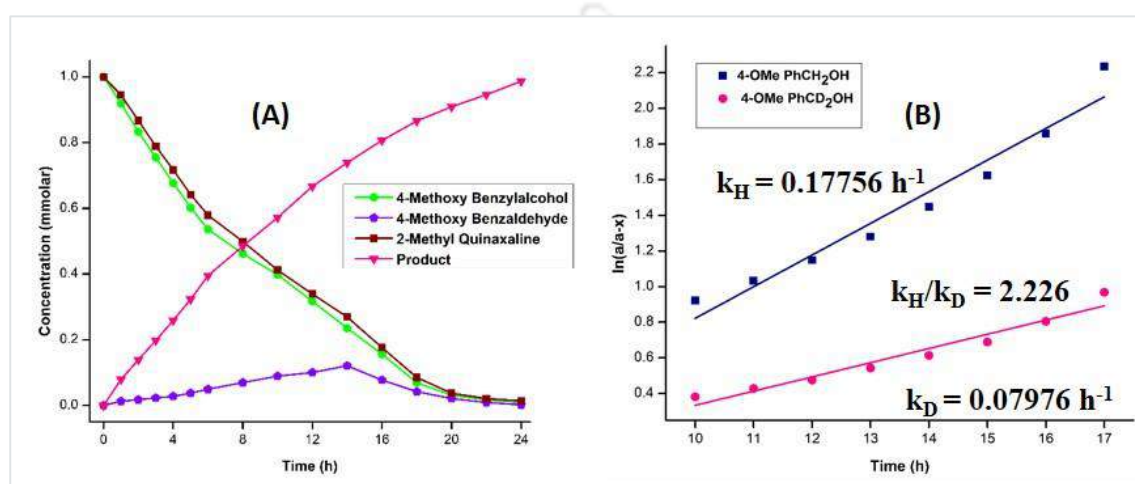 (A)
Concentration (mmolar)
1.0
0.8
0.6
0.4
0.2
0.0
4-Methoxy Benzylalcohol
4-Methoxy Benzaldehyde
2-Methyl Quinaxaline
Product
0 4 8 12 16 20 24
Time (h)
(B)
ln(a/a-x)
2.2
2.0
1.8
1.6
1.4
1.2
1.0
0.8
0.6
0.4
4-OMe PhCH₂OH
4-OMe PhCD₂OH
k_H = 0.17756 h⁻¹
k_H/k_D = 2.226
k_D = 0.07976 h⁻¹
10 11 12 13 14 15 16 17
Time (h)